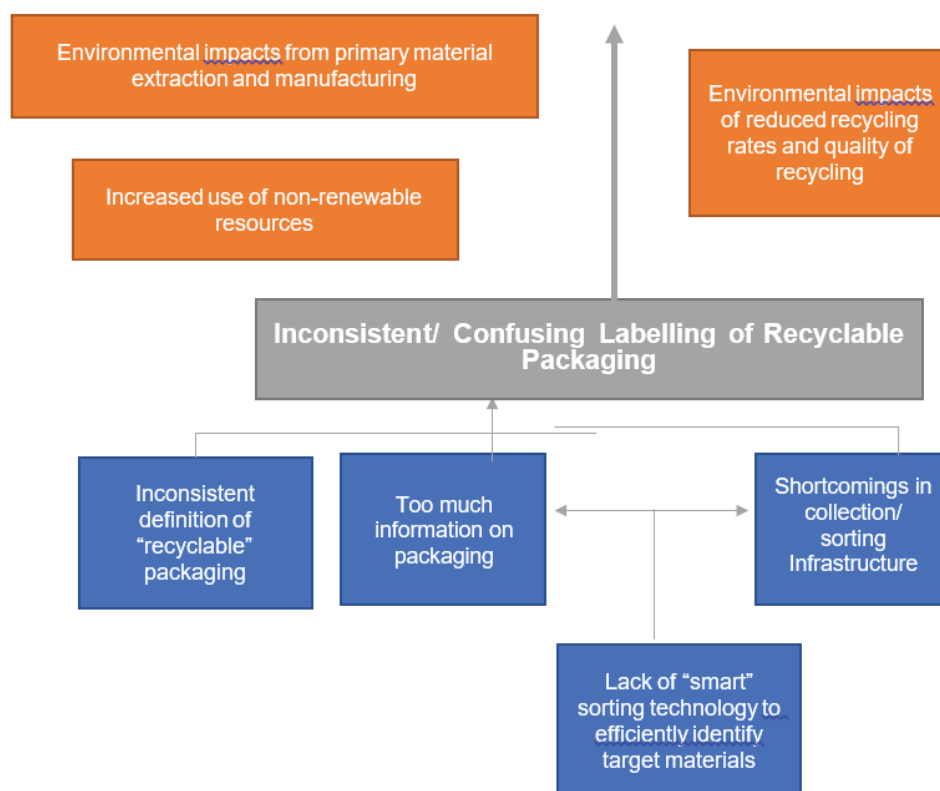 Environmental impacts from primary material
extraction and manufacturing
Environmental impacts
of reduced recycling
rates and quality of
recycling
Increased use of non-renewable
resources
Inconsistent/ Confusing Labelling of Recyclable
Packaging
Inconsistent
definition of
“recyclable”
packaging
Too much
information on
packaging
Shortcomings in
collection/
sorting
Infrastructure
Lack of “smart”
sorting technology to
efficiently identify
target materials